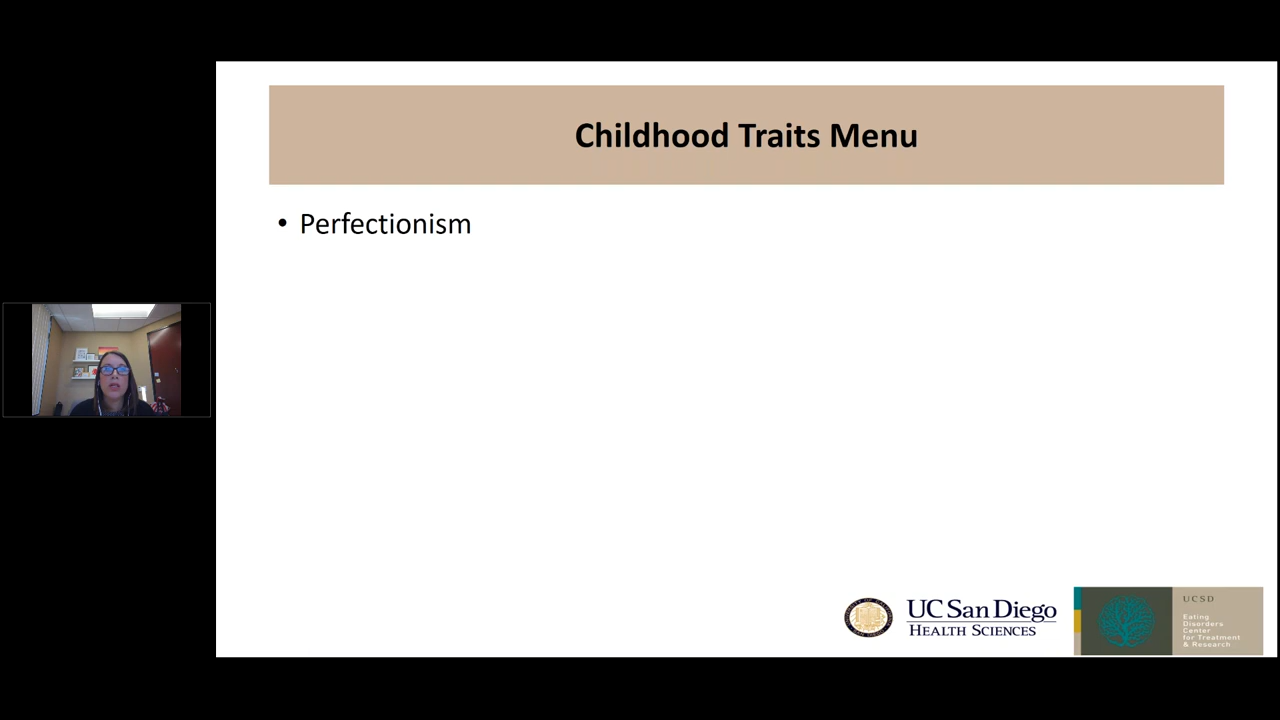 Childhood Traits Menu
• Perfectionism
UC San Diego
HEALTH SCIENCES
UCSD
Eating
Disorders
Center
for Treatment
& Research